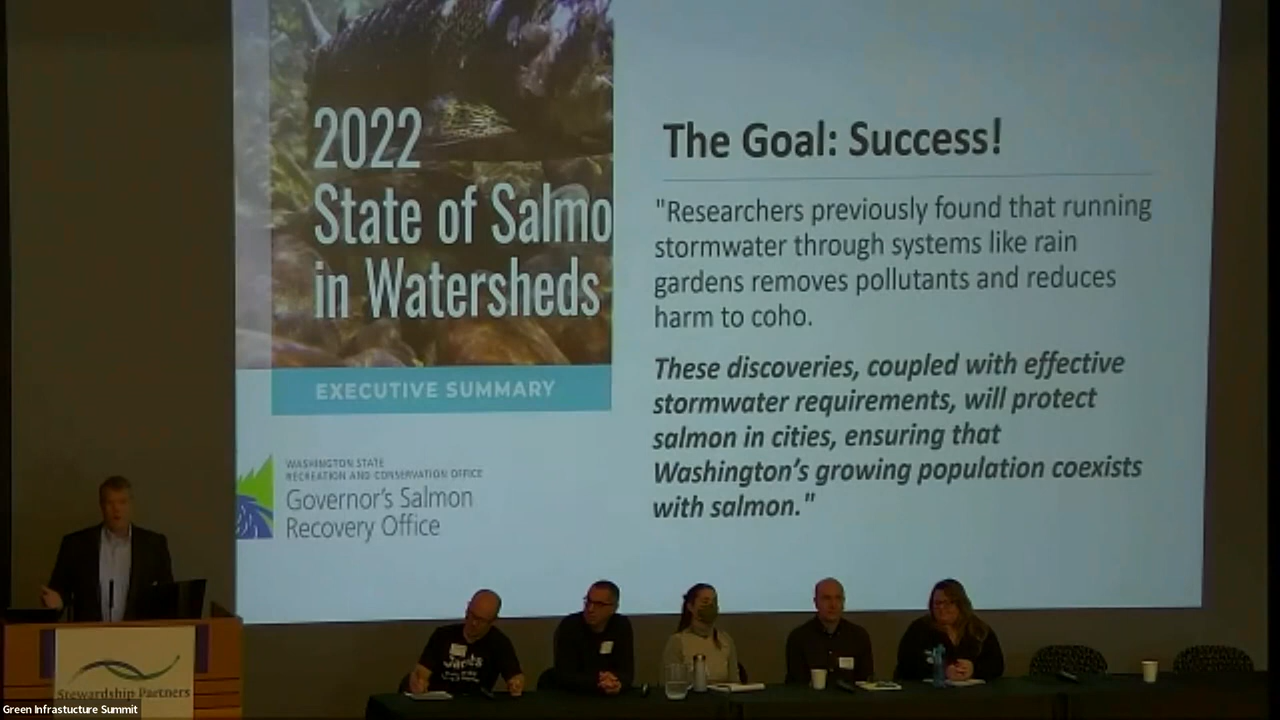 2022
State of Salmo
in Watersheds
EXECUTIVE SUMMARY
WASHINGTON STATE
RECREATION AND CONSERVATION OFFICE
Governor's Salmon
Recovery Office
The Goal: Success!
"Researchers previously found that running
stormwater through systems like rain
gardens removes pollutants and reduces
harm to coho.
These discoveries, coupled with effective
stormwater requirements, will protect
salmon in cities, ensuring that
Washington's growing population coexists
with salmon."
Stewardship Partners
Green Infrastucture Summit